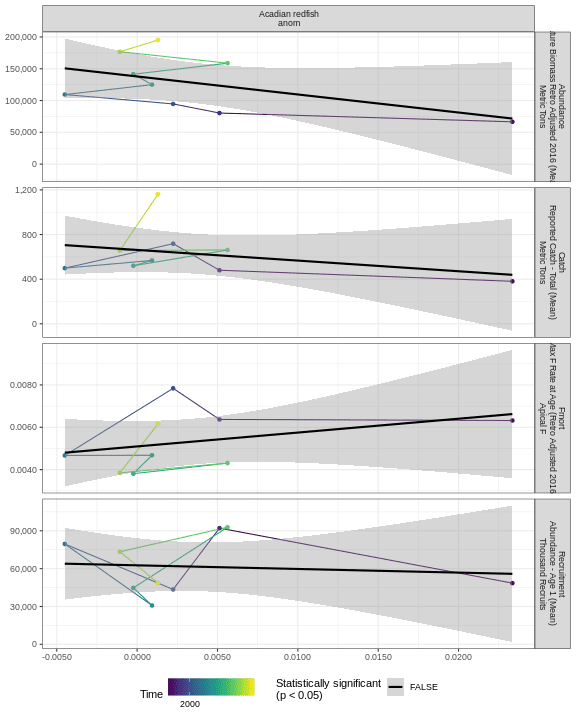 Acadian redfish
anom
200,000
150,000
100,000
50,000
0
Abundance
ture Biomass Retro Adjusted 2016 (Mea
Metric Tons
1,200
800
400
0
Catch
Reported Catch - Total (Mean)
Metric Tons
0.0080
0.0060
0.0040
Fmort
Max F Rate at Age (Retro Adjusted 2016
Apical F
90,000
60,000
30,000
0
Recruitment
Abundance - Age 1 (Mean)
Thousand Recruits
-0.0050
0.0000
0.0050
0.0100
0.0150
0.0200
Time
2000
Statistically significant
(p < 0.05)
FALSE